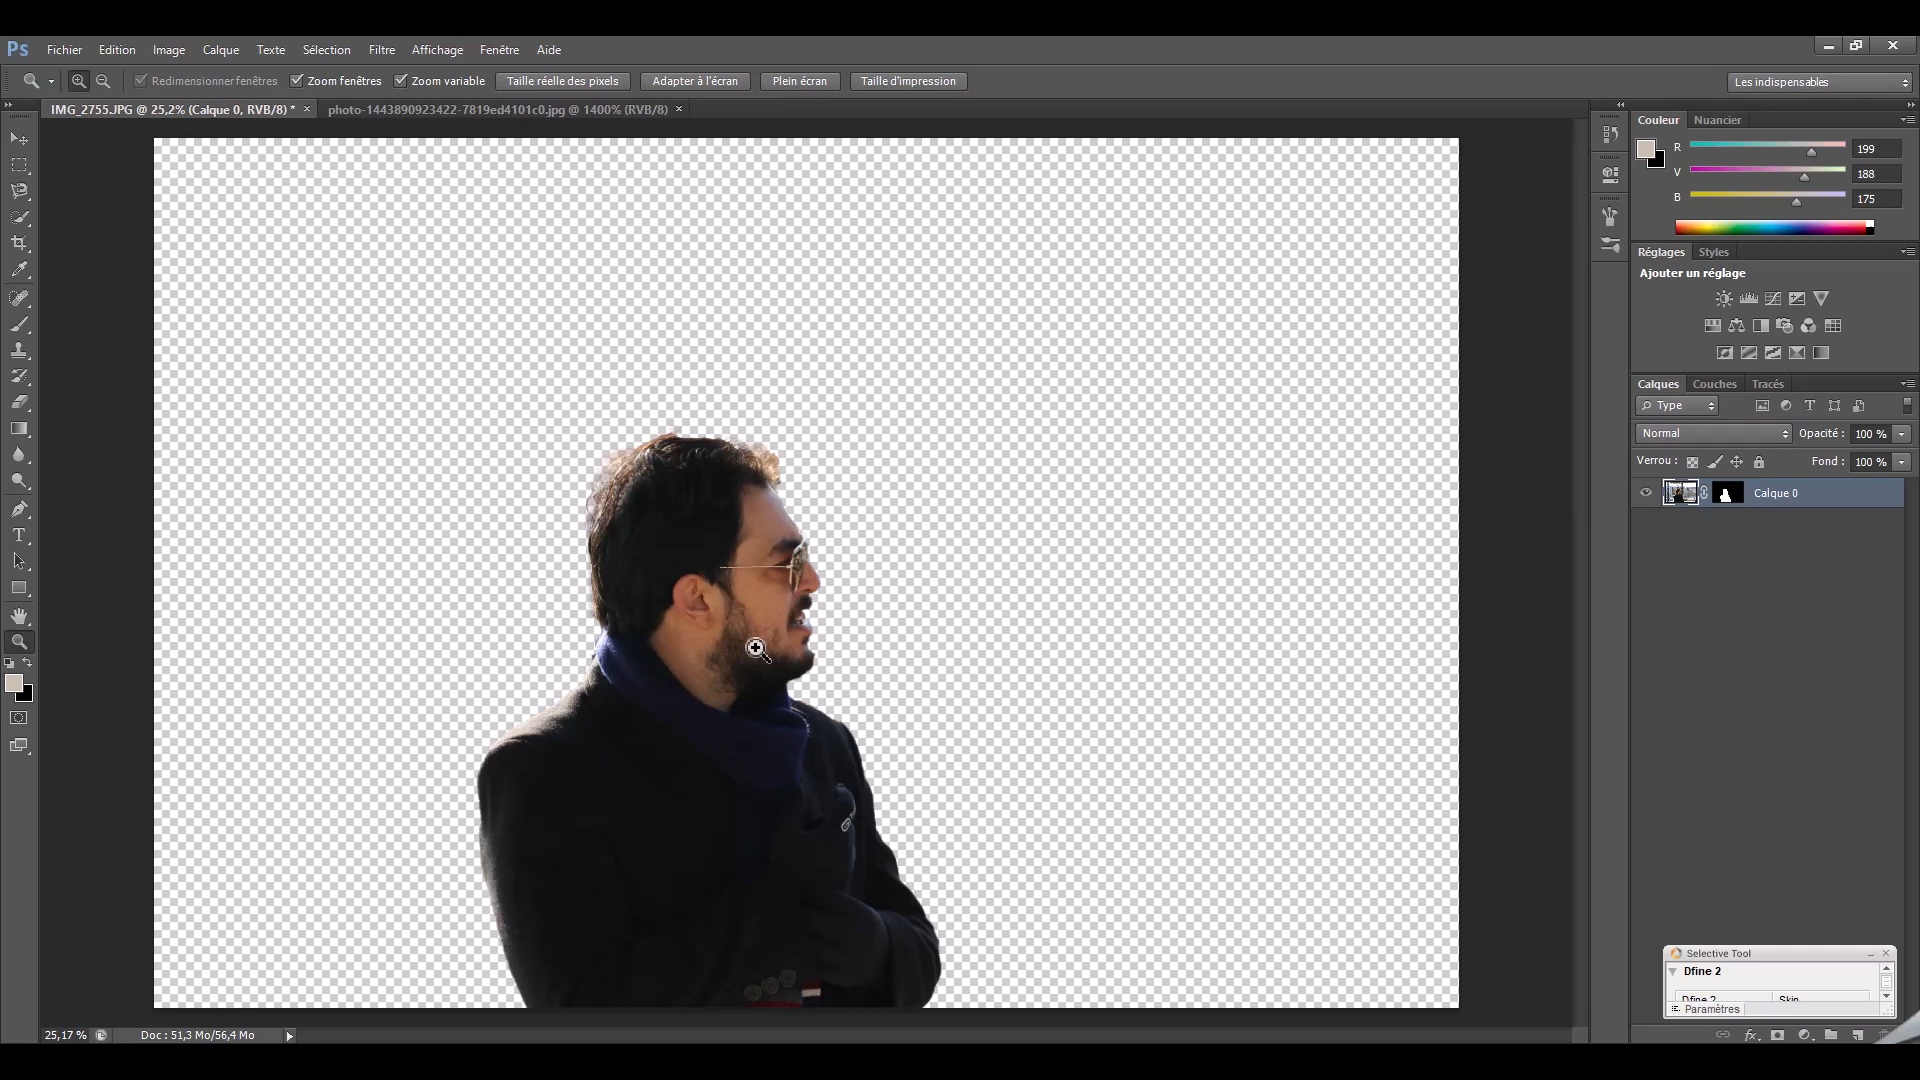 Ps Fichier Edition Image Calque Texte Sélection Filtre Affichage Fenêtre Aide
Redimensionner fenêtres Zoom fenêtres Zoom variable Taille réelle des pixels Adapter à l'écran Plein écran Taille d'impression Les indispensables
IMG_2755.JPG @ 25,2% (Calque 0, RVB/8) * × photo-1443890923422-7819ed4101c0.jpg @ 1400% (RVB/8) ×
Couleur Nuancier
R 199
V 188
B 175
Réglages Styles
Ajouter un réglage
Calques Couches Tracés
Type
Normal Opacité : 100 %
Verrou : Fond : 100 %
Calque 0
Selective Tool
Dfine 2
Dfine 2 Skin
Paramètres
25,17 % Doc : 51,3 Mo/56,4 Mo
fx